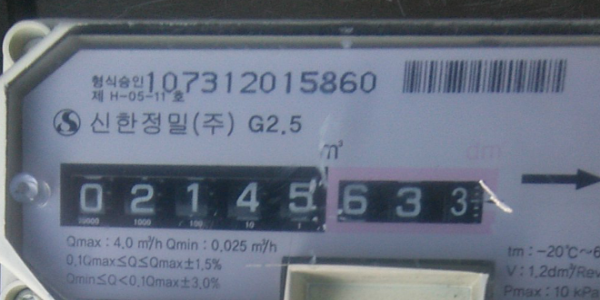 형식승인 107312015860
제 H-05-11 호
신한정밀(주) G2.5
m³ dm
02145 633
10000 1000 100 10 1
Qmax : 4.0 m³/h Qmin : 0.025 m³/h
0.1Qmax≤Q≤Qmax±1.5%
Qmin≤Q<0.1Qmax±3.0%
tm : -20℃~6
V : 1.2dm³/Rev
Pmax : 10 kPa